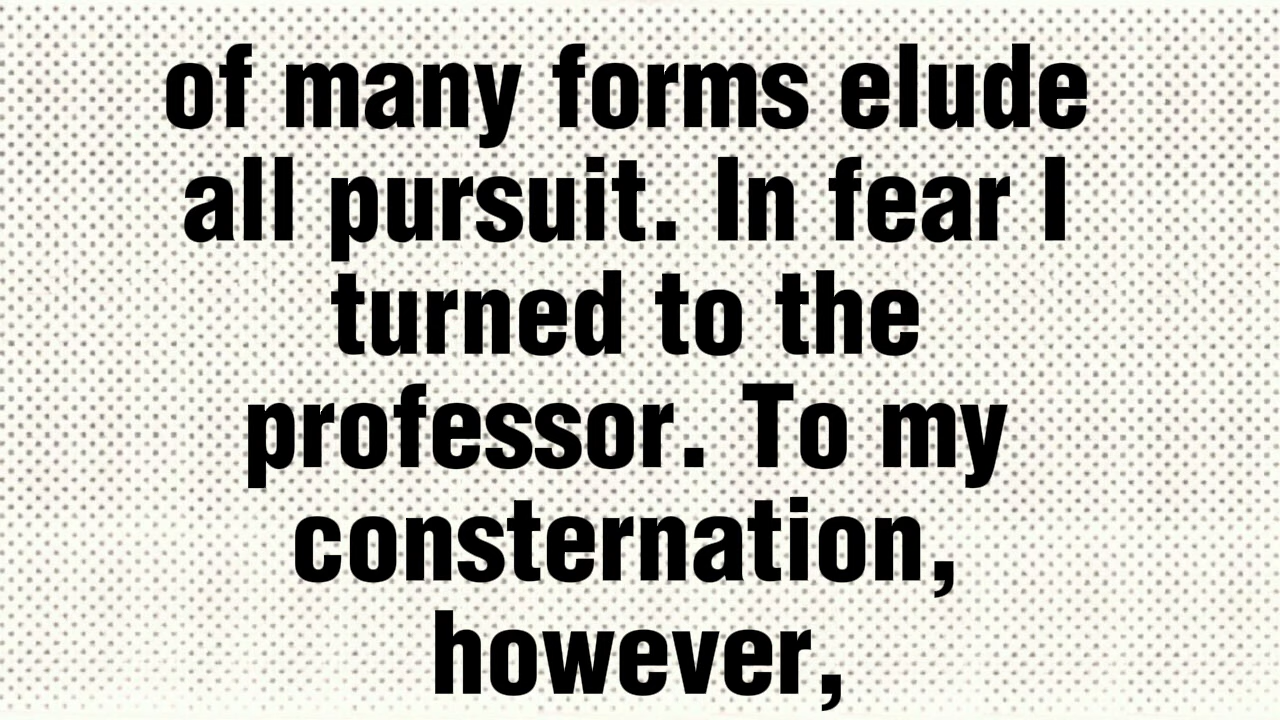 of many forms elude
all pursuit. In fear I
turned to the
professor. To my
consternation,
however,